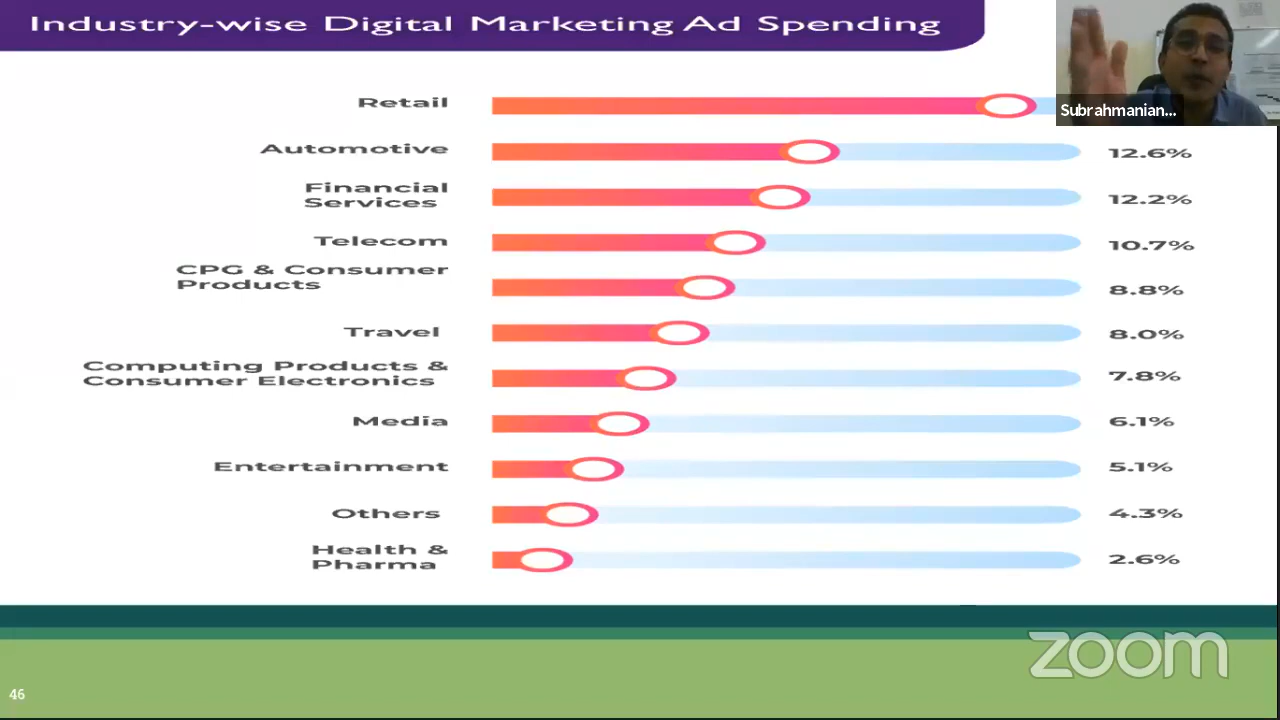 Industry-wise Digital Marketing Ad Spending
Subrahmanian...
Retail
Automotive 12.6%
Financial
Services 12.2%
Telecom 10.7%
CPG & Consumer
Products 8.8%
Travel 8.0%
Computing Products &
Consumer Electronics 7.8%
Media 6.1%
Entertainment 5.1%
Others 4.3%
Health &
Pharma 2.6%
zoom
46